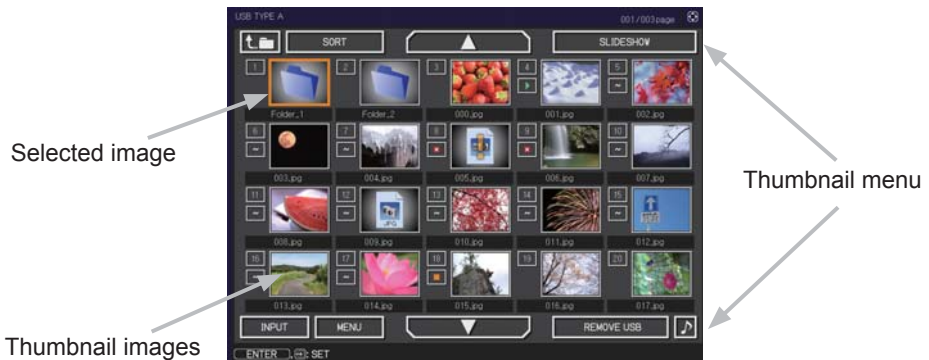 USB TYPE A 001/003 page
SORT SLIDESHOW
1 2 3 4 5
Folder_1 Folder_2 000.jpg 001.jpg 002.jpg
6 7 8 9 10
003.jpg 004.jpg 005.jpg 006.jpg 007.jpg
11 12 13 14 15
JPG
008.jpg 009.jpg 010.jpg 011.jpg 012.jpg
16 17 18 19 20
013.jpg 014.jpg 015.jpg 016.jpg 017.jpg
INPUT MENU REMOVE USB
ENTER , : SET
Selected image
Thumbnail images
Thumbnail menu